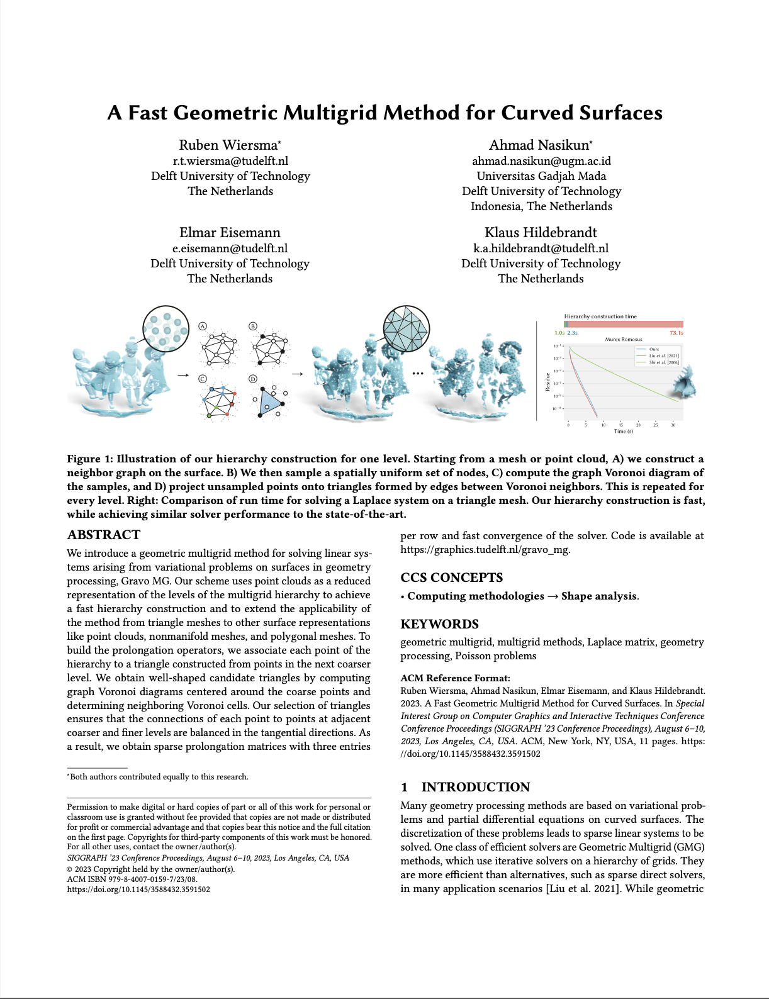 A Fast Geometric Multigrid Method for Curved Surfaces
Ruben Wiersma*
r.t.wiersma@tudelft.nl
Delft University of Technology
The Netherlands
Ahmad Nasikun*
ahmad.nasikun@ugm.ac.id
Universitas Gadjah Mada
Delft University of Technology
Indonesia, The Netherlands
Elmar Eisemann
e.eisemann@tudelft.nl
Delft University of Technology
The Netherlands
Klaus Hildebrandt
k.a.hildebrandt@tudelft.nl
Delft University of Technology
The Netherlands
A
B
C
D
...
Hierarchy construction time
1.0s 2.3s 73.1s
Murex Romosus
Ours
Liu et al. [2021]
Shi et al. [2006]
Residue
10⁻¹
10⁻³
10⁻⁵
10⁻⁷
10⁻⁹
10⁻¹¹
0 5 10 15 20 25 30
Time (s)
Figure 1: Illustration of our hierarchy construction for one level. Starting from a mesh or point cloud, A) we construct a
neighbor graph on the surface. B) We then sample a spatially uniform set of nodes, C) compute the graph Voronoi diagram of
the samples, and D) project unsampled points onto triangles formed by edges between Voronoi neighbors. This is repeated for
every level. Right: Comparison of run time for solving a Laplace system on a triangle mesh. Our hierarchy construction is fast,
while achieving similar solver performance to the state-of-the-art.
ABSTRACT
We introduce a geometric multigrid method for solving linear sys-
tems arising from variational problems on surfaces in geometry
processing, Gravo MG. Our scheme uses point clouds as a reduced
representation of the levels of the multigrid hierarchy to achieve
a fast hierarchy construction and to extend the applicability of
the method from triangle meshes to other surface representations
like point clouds, nonmanifold meshes, and polygonal meshes. To
build the prolongation operators, we associate each point of the
hierarchy to a triangle constructed from points in the next coarser
level. We obtain well-shaped candidate triangles by computing
graph Voronoi diagrams centered around the coarse points and
determining neighboring Voronoi cells. Our selection of triangles
ensures that the connections of each point to points at adjacent
coarser and finer levels are balanced in the tangential directions. As
a result, we obtain sparse prolongation matrices with three entries
*Both authors contributed equally to this research.
Permission to make digital or hard copies of part or all of this work for personal or
classroom use is granted without fee provided that copies are not made or distributed
for profit or commercial advantage and that copies bear this notice and the full citation
on the first page. Copyrights for third-party components of this work must be honored.
For all other uses, contact the owner/author(s).
SIGGRAPH '23 Conference Proceedings, August 6–10, 2023, Los Angeles, CA, USA
© 2023 Copyright held by the owner/author(s).
ACM ISBN 979-8-4007-0159-7/23/08.
https://doi.org/10.1145/3588432.3591502
per row and fast convergence of the solver. Code is available at
https://graphics.tudelft.nl/gravo_mg.
CCS CONCEPTS
• Computing methodologies → Shape analysis.
KEYWORDS
geometric multigrid, multigrid methods, Laplace matrix, geometry
processing, Poisson problems
ACM Reference Format:
Ruben Wiersma, Ahmad Nasikun, Elmar Eisemann, and Klaus Hildebrandt.
2023. A Fast Geometric Multigrid Method for Curved Surfaces. In Special
Interest Group on Computer Graphics and Interactive Techniques Conference
Conference Proceedings (SIGGRAPH '23 Conference Proceedings), August 6–10,
2023, Los Angeles, CA, USA. ACM, New York, NY, USA, 11 pages. https:
//doi.org/10.1145/3588432.3591502
1 INTRODUCTION
Many geometry processing methods are based on variational prob-
lems and partial differential equations on curved surfaces. The
discretization of these problems leads to sparse linear systems to be
solved. One class of efficient solvers are Geometric Multigrid (GMG)
methods, which use iterative solvers on a hierarchy of grids. They
are more efficient than alternatives, such as sparse direct solvers,
in many application scenarios [Liu et al. 2021]. While geometric